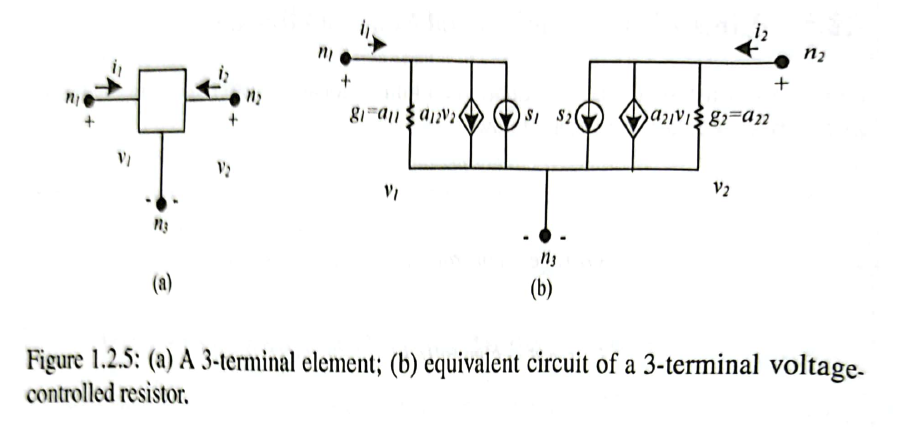 i1 i2
n1 n2
+ +
v1 v2
- -
n3
(a)
i1 i2
n1 n2
+ +
g1=a11 a12v2 s1 s2 a21v1 g2=a22
v1 v2
- -
n3
(b)
Figure 1.2.5: (a) A 3-terminal element; (b) equivalent circuit of a 3-terminal voltage-
controlled resistor.